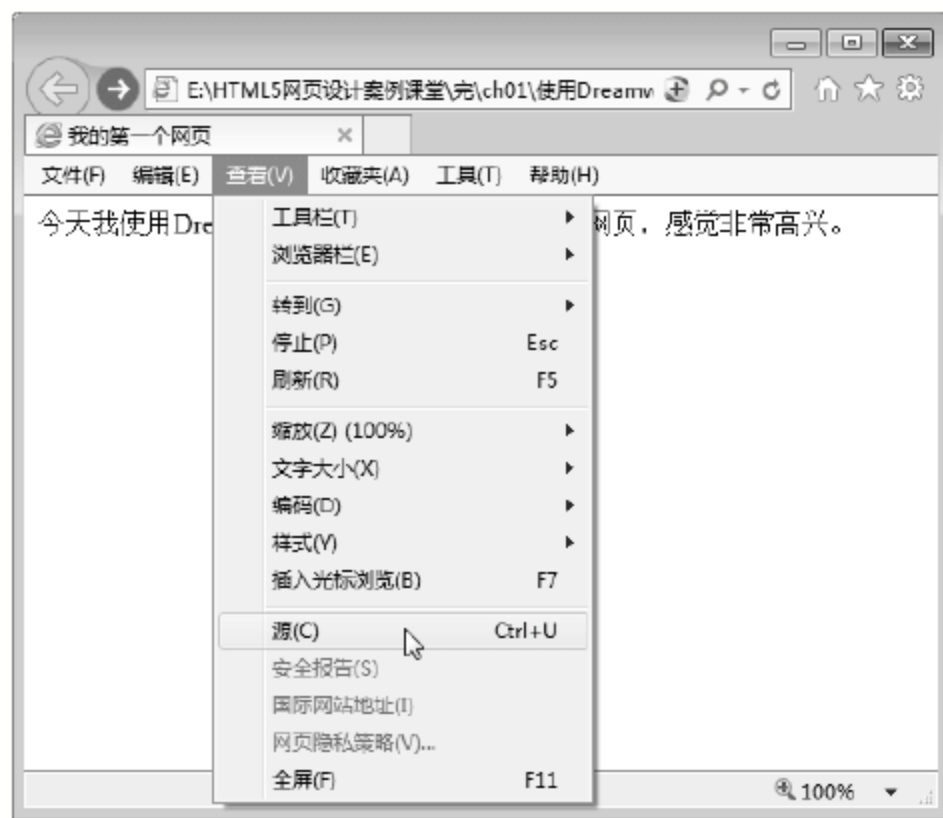 E:\HTML5网页设计案例课堂\完\ch01\使用Dreamw
我的第一个网页
文件(F) 编辑(E) 查看(V) 收藏夹(A) 工具(T) 帮助(H)
今天我使用Dre 网页，感觉非常高兴。
工具栏(T)
浏览器栏(E)
转到(G)
停止(P) Esc
刷新(R) F5
缩放(Z) (100%)
文字大小(X)
编码(D)
样式(Y)
插入光标浏览(B) F7
源(C) Ctrl+U
安全报告(S)
国际网站地址(I)
网页隐私策略(V)...
全屏(F) F11
100%